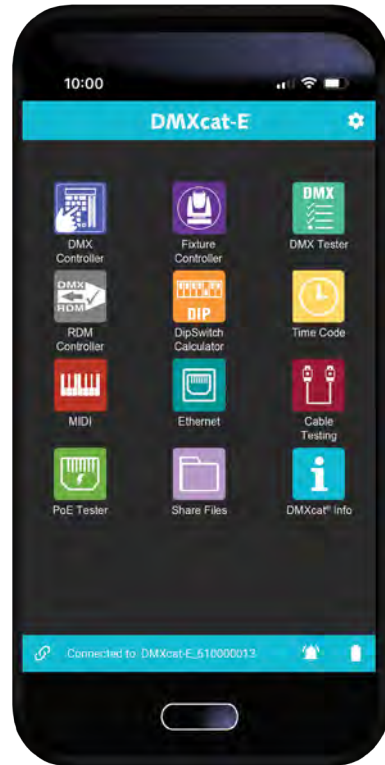 10:00
DMXcat-E
DMX
DMX
Controller
Fixture
Controller
DMX Tester
DMX
RDM
RDM
Controller
DIP
DipSwitch
Calculator
Time Code
MIDI
Ethernet
Cable
Testing
PoE Tester
Share Files
DMXcat® Info
Connected to DMXcat-E_510000013